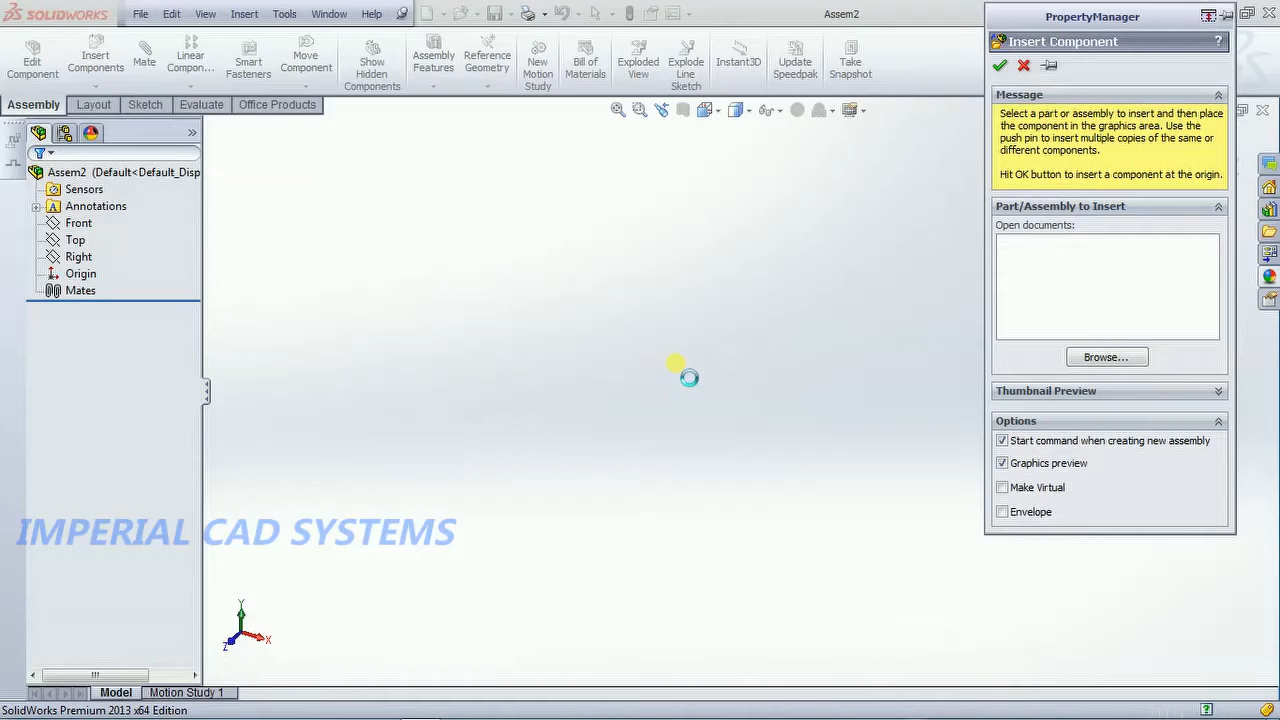 SOLIDWORKS File Edit View Insert Tools Window Help Assem2
PropertyManager
Insert Component ?
Edit Component
Insert Components
Mate
Linear Compon...
Smart Fasteners
Move Component
Show Hidden Components
Assembly Features
Reference Geometry
New Motion Study
Bill of Materials
Exploded View
Explode Line Sketch
Instant3D
Update Speedpak
Take Snapshot
Assembly Layout Sketch Evaluate Office Products
Assem2 (Default<Default_Disp
Sensors
Annotations
Front
Top
Right
Origin
Mates
Message
Select a part or assembly to insert and then place
the component in the graphics area. Use the
push pin to insert multiple copies of the same or
different components.
Hit OK button to insert a component at the origin.
Part/Assembly to Insert
Open documents:
Browse...
Thumbnail Preview
Options
Start command when creating new assembly
Graphics preview
Make Virtual
Envelope
IMPERIAL CAD SYSTEMS
Y
X
Z
Model Motion Study 1
SolidWorks Premium 2013 x64 Edition